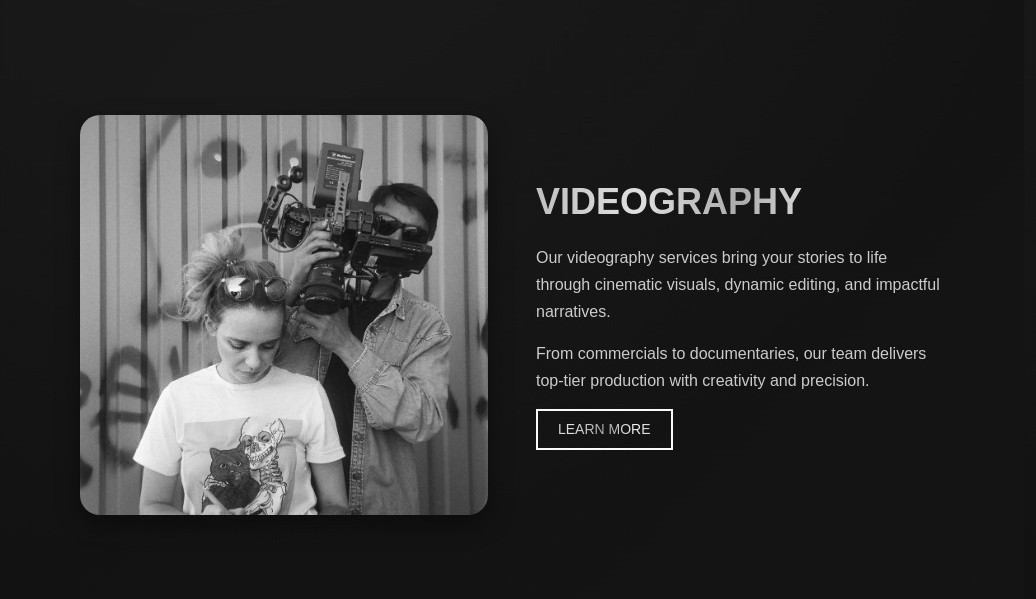 VIDEOGRAPHY
Our videography services bring your stories to life
through cinematic visuals, dynamic editing, and impactful
narratives.
From commercials to documentaries, our team delivers
top-tier production with creativity and precision.
LEARN MORE